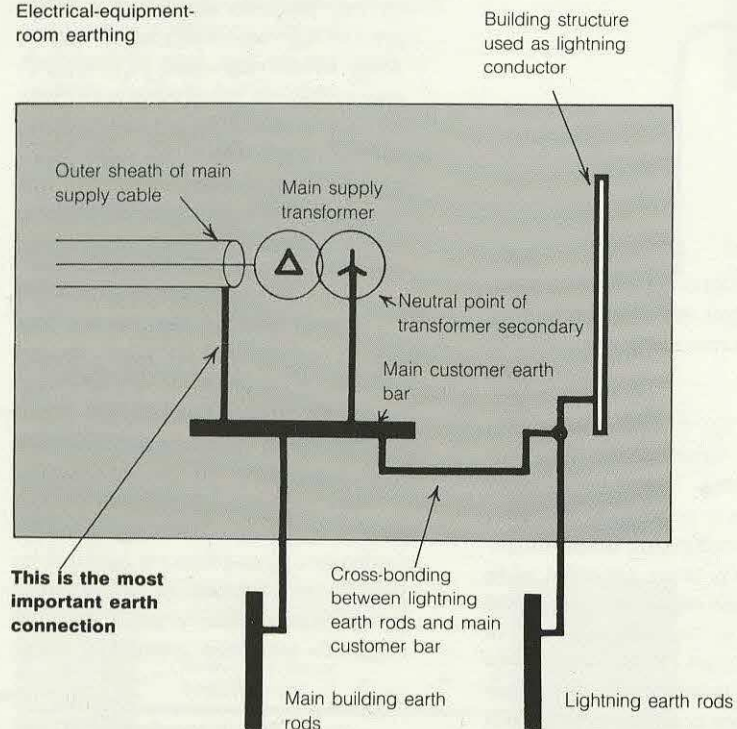 Electrical-equipment-
room earthing
Building structure
used as lightning
conductor
Outer sheath of main
supply cable
Main supply
transformer
Neutral point of
transformer secondary
Main customer earth
bar
This is the most
important earth
connection
Cross-bonding
between lightning
earth rods and main
customer bar
Main building earth
rods
Lightning earth rods